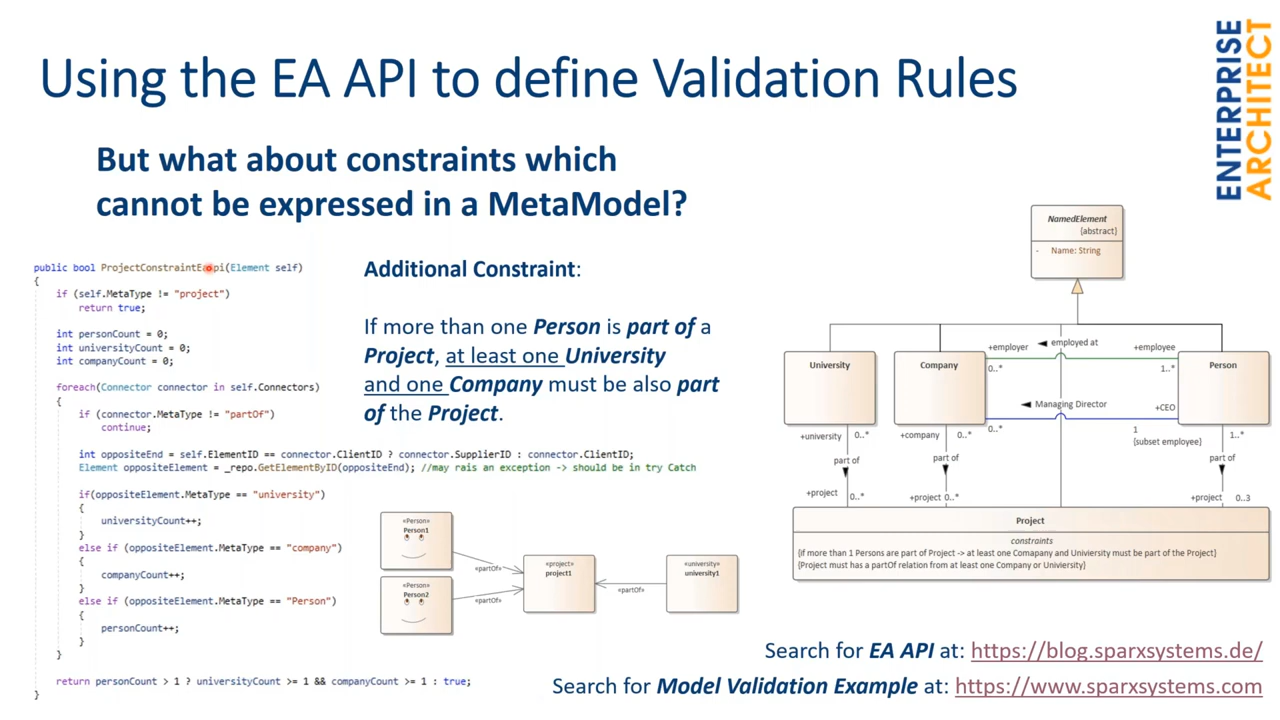 Using the EA API to define Validation Rules
ENTERPRISE
ARCHITECT
But what about constraints which
cannot be expressed in a MetaModel?
public bool ProjectConstraintEaApi(Element self)
{
if (self.MetaType != "project")
return true;
int personCount = 0;
int universityCount = 0;
int companyCount = 0;
foreach(Connector connector in self.Connectors)
{
if (connector.MetaType != "partOf")
continue;
int oppositeEnd = self.ElementID == connector.ClientID ? connector.SupplierID : connector.ClientID;
Element oppositeElement = _repo.GetElementByID(oppositeEnd); //may rais an exception -> should be in try Catch
if(oppositeElement.MetaType == "university")
{
universityCount++;
}
else if (oppositeElement.MetaType == "company")
{
companyCount++;
}
else if (oppositeElement.MetaType == "Person")
{
personCount++;
}
}
return personCount > 1 ? universityCount >= 1 && companyCount >= 1 : true;
}
Additional Constraint:
If more than one Person is part of a
Project, at least one University
and one Company must be also part
of the Project.
«Person»
Person1
«Person»
Person2
«partOf»
«partOf»
«project»
project1
«partOf»
«university»
university1
NamedElement
{abstract}
- Name: String
University
Company
Person
+employer
employed at
+employee
0..*
1..*
Managing Director
+CEO
0..*
1
{subset employee}
+university 0..*
+company 0..*
1..*
part of
part of
part of
+project 0..*
+project 0..*
+project 0..3
Project
constraints
{if more than 1 Persons are part of Project -> at least one Comapany and Univiersity must be part of the Project}
{Project must has a partOf relation from at least one Company or University}
Search for EA API at: https://blog.sparxsystems.de/
Search for Model Validation Example at: https://www.sparxsystems.com